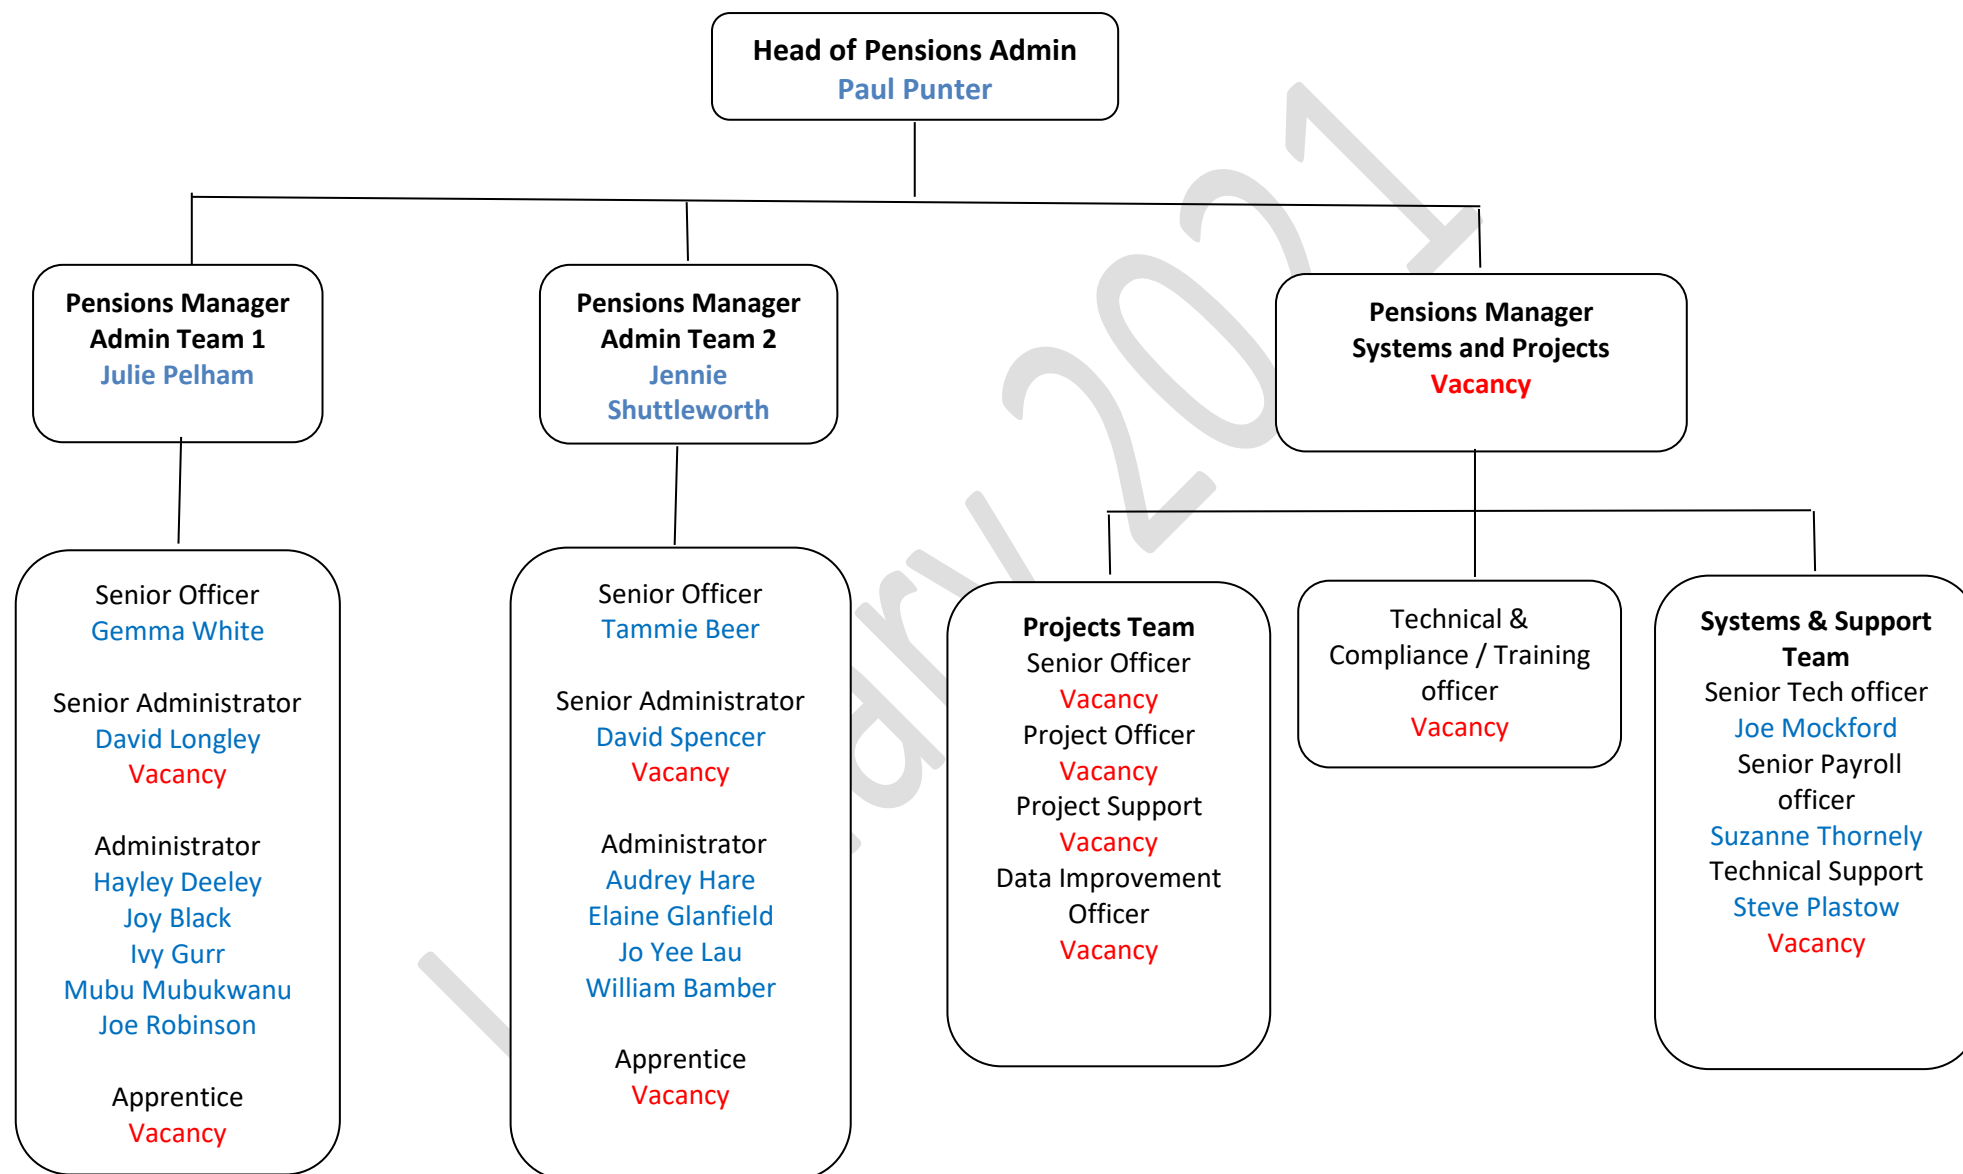 Head of Pensions Admin
Paul Punter
Pensions Manager
Admin Team 1
Julie Pelham
Pensions Manager
Admin Team 2
Jennie
Shuttleworth
Pensions Manager
Systems and Projects
Vacancy
Senior Officer
Gemma White
Senior Administrator
David Longley
Vacancy
Administrator
Hayley Deeley
Joy Black
Ivy Gurr
Mubu Mubukwanu
Joe Robinson
Apprentice
Vacancy
Senior Officer
Tammie Beer
Senior Administrator
David Spencer
Vacancy
Administrator
Audrey Hare
Elaine Glanfield
Jo Yee Lau
William Bamber
Apprentice
Vacancy
Projects Team
Senior Officer
Vacancy
Project Officer
Vacancy
Project Support
Vacancy
Data Improvement
Officer
Vacancy
Technical &
Compliance / Training
officer
Vacancy
Systems & Support
Team
Senior Tech officer
Joe Mockford
Senior Payroll
officer
Suzanne Thornely
Technical Support
Steve Plastow
Vacancy
2021